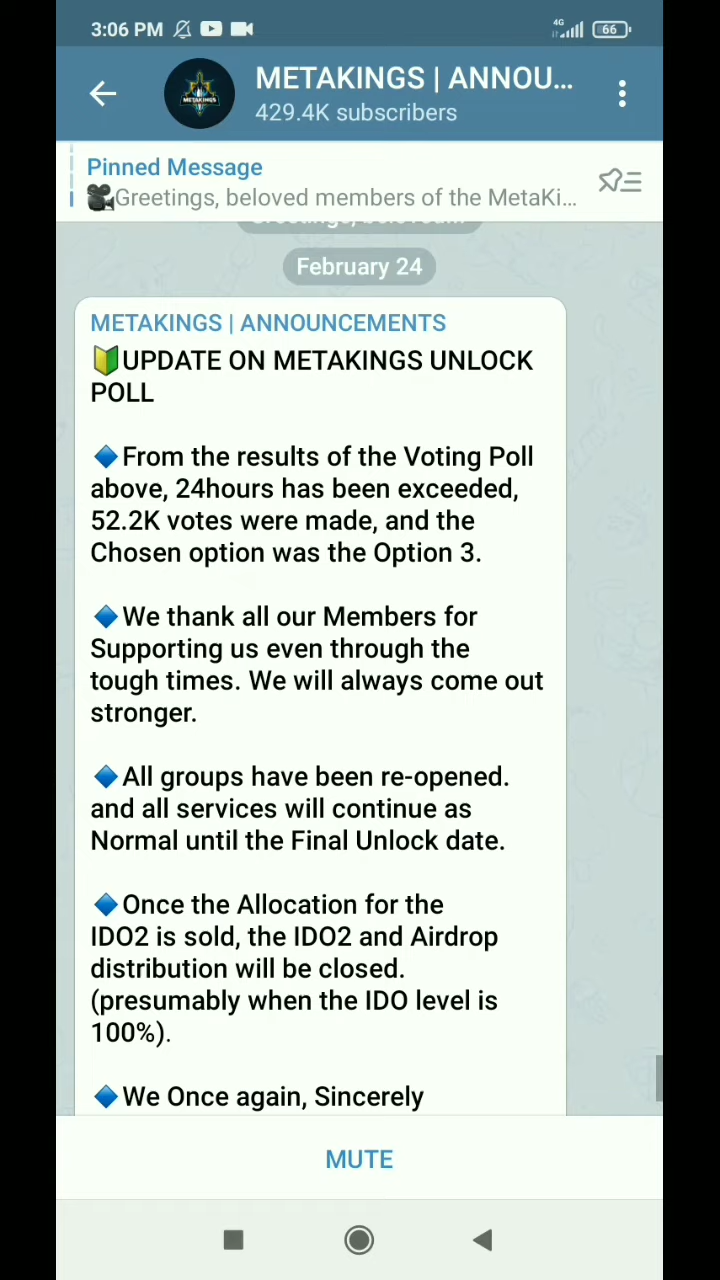 3:06 PM 4G 66
METAKINGS | ANNOU...
429.4K subscribers
Pinned Message
🎥Greetings, beloved members of the MetaKi...
February 24
METAKINGS | ANNOUNCEMENTS
🔰UPDATE ON METAKINGS UNLOCK
POLL
🔷From the results of the Voting Poll
above, 24hours has been exceeded,
52.2K votes were made, and the
Chosen option was the Option 3.
🔷We thank all our Members for
Supporting us even through the
tough times. We will always come out
stronger.
🔷All groups have been re-opened.
and all services will continue as
Normal until the Final Unlock date.
🔷Once the Allocation for the
IDO2 is sold, the IDO2 and Airdrop
distribution will be closed.
(presumably when the IDO level is
100%).
🔷We Once again, Sincerely
MUTE